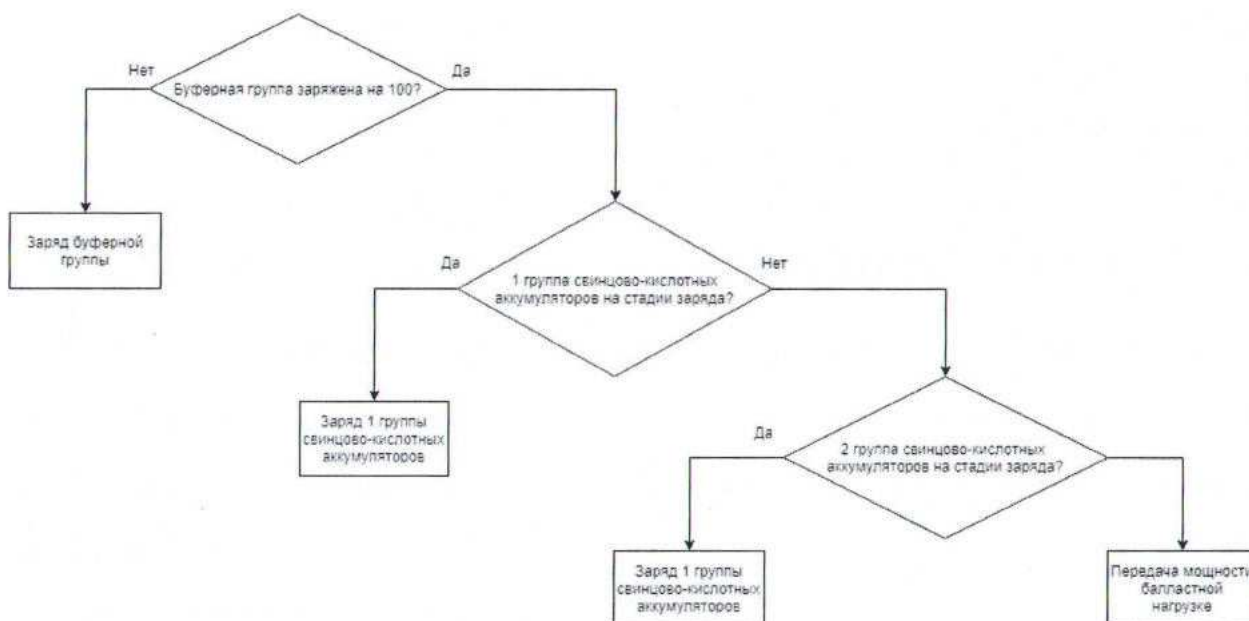 Нет
Да
Буферная группа заряжена на 100?
Заряд буферной
группы
Да
Нет
1 группа свинцово-кислотных
аккумуляторов на стадии заряда?
Заряд 1 группы
свинцово-кислотных
аккумуляторов
Да
2 группа свинцово-кислотных
аккумуляторов на стадии заряда?
Заряд 1 группы
свинцово-кислотных
аккумуляторов
Передача мощности
балластной
нагрузке